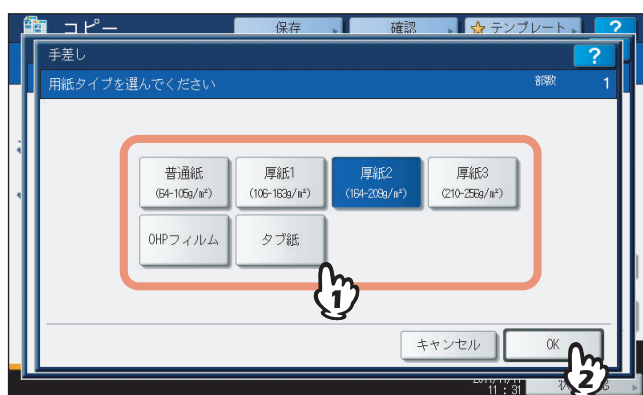 コピー 保存 確認 テンプレート ?
手差し ?
用紙タイプを選んでください 部数 1
普通紙 厚紙1 厚紙2 厚紙3
(64-105g/m²) (106-163g/m²) (164-209g/m²) (210-256g/m²)
OHPフィルム タブ紙
1
キャンセル OK
2
11:31